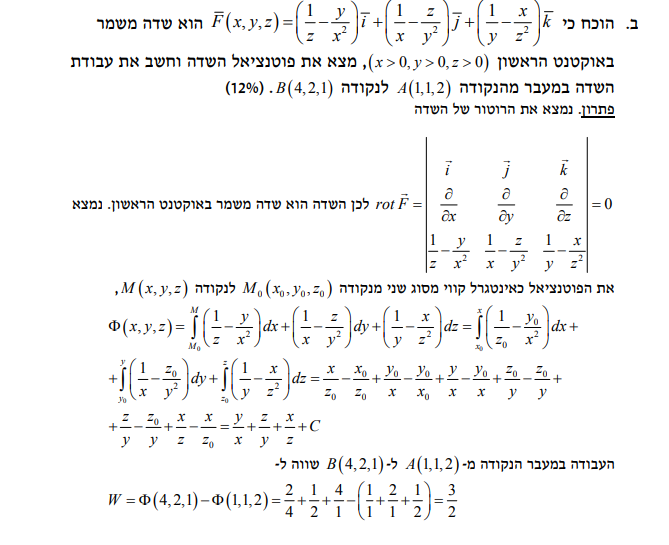 ב. הוכח כי $\overline{F}(x,y,z)=\left(\frac{1}{z}-\frac{y}{x^2}\right)\overline{i}+\left(\frac{1}{x}-\frac{z}{y^2}\right)\overline{j}+\left(\frac{1}{y}-\frac{x}{z^2}\right)\overline{k}$ הוא שדה משמר
באוקטנט הראשון $(x>0,y>0,z>0)$, מצא את פוטנציאל השדה וחשב את עבודת
השדה במעבר מהנקודה $A(1,1,2)$ לנקודה $B(4,2,1)$. (12%)
פתרון. נמצא את הרוטור של השדה
$rot\,\vec{F}=\begin{vmatrix}\vec{i}&\vec{j}&\vec{k}\\\frac{\partial}{\partial x}&\frac{\partial}{\partial y}&\frac{\partial}{\partial z}\\\frac{1}{z}-\frac{y}{x^2}&\frac{1}{x}-\frac{z}{y^2}&\frac{1}{y}-\frac{x}{z^2}\end{vmatrix}=0$ לכן השדה הוא שדה משמר באוקטנט הראשון. נמצא
את הפוטנציאל כאינטגרל קווי מסוג שני מנקודה $M_0(x_0,y_0,z_0)$ לנקודה $M(x,y,z)$,
$\Phi(x,y,z)=\int_{M_0}^{M}\left(\frac{1}{z}-\frac{y}{x^2}\right)dx+\left(\frac{1}{x}-\frac{z}{y^2}\right)dy+\left(\frac{1}{y}-\frac{x}{z^2}\right)dz=\int_{x_0}^{x}\left(\frac{1}{z_0}-\frac{y_0}{x^2}\right)dx+$
$+\int_{y_0}^{y}\left(\frac{1}{x}-\frac{z_0}{y^2}\right)dy+\int_{z_0}^{z}\left(\frac{1}{y}-\frac{x}{z^2}\right)dz=\frac{x}{z_0}-\frac{x_0}{z_0}+\frac{y_0}{x}-\frac{y_0}{x_0}+\frac{y}{x}-\frac{y_0}{x}+\frac{z_0}{y}-\frac{z_0}{y}+$
$+\frac{z}{y}-\frac{z_0}{y}+\frac{x}{z}-\frac{x}{z_0}=\frac{y}{x}+\frac{z}{y}+\frac{x}{z}+C$
העבודה במעבר הנקודה מ- $A(1,1,2)$ ל- $B(4,2,1)$ שווה ל-
$W=\Phi(4,2,1)-\Phi(1,1,2)=\frac{2}{4}+\frac{1}{2}+\frac{4}{1}-\left(\frac{1}{1}+\frac{2}{1}+\frac{1}{2}\right)=\frac{3}{2}$